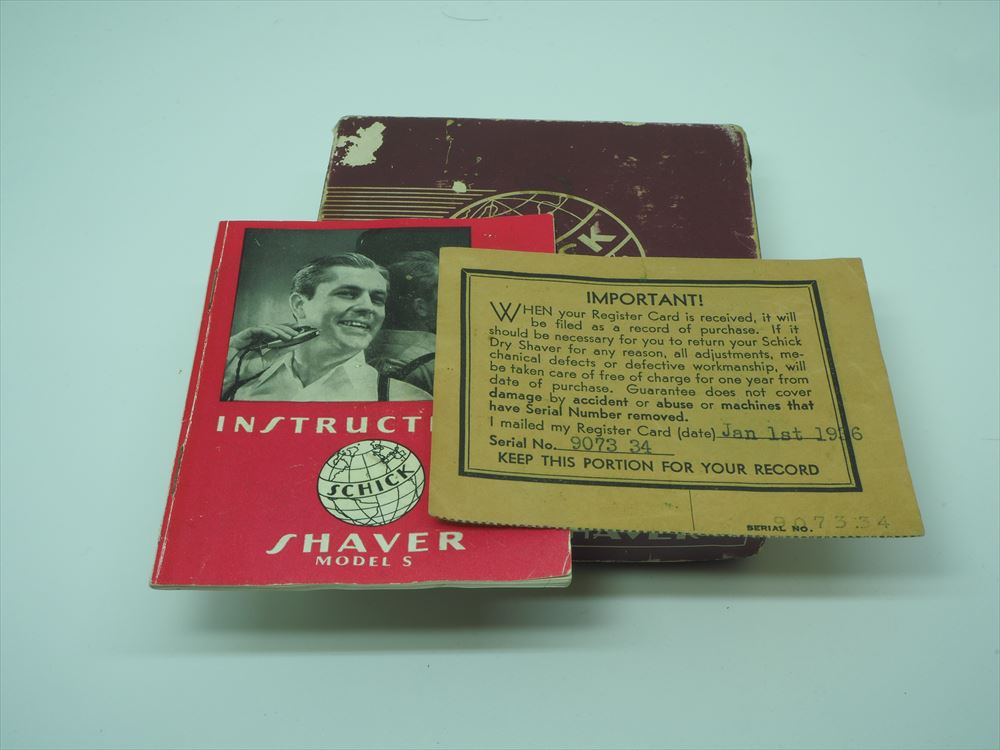 CK
INSTRUCTI
SCHICK
SHAVER
MODEL S
IMPORTANT!
WHEN your Register Card is received, it will
be filed as a record of purchase. If it
should be necessary for you to return your Schick
Dry Shaver for any reason, all adjustments, me-
chanical defects or defective workmanship, will
be taken care of free of charge for one year from
date of purchase. Guarantee does not cover
damage by accident or abuse or machines that
have Serial Number removed.
I mailed my Register Card (date) Jan 1st 1936
Serial No. 9073 34
KEEP THIS PORTION FOR YOUR RECORD
SERIAL NO. 907334
SHAVER